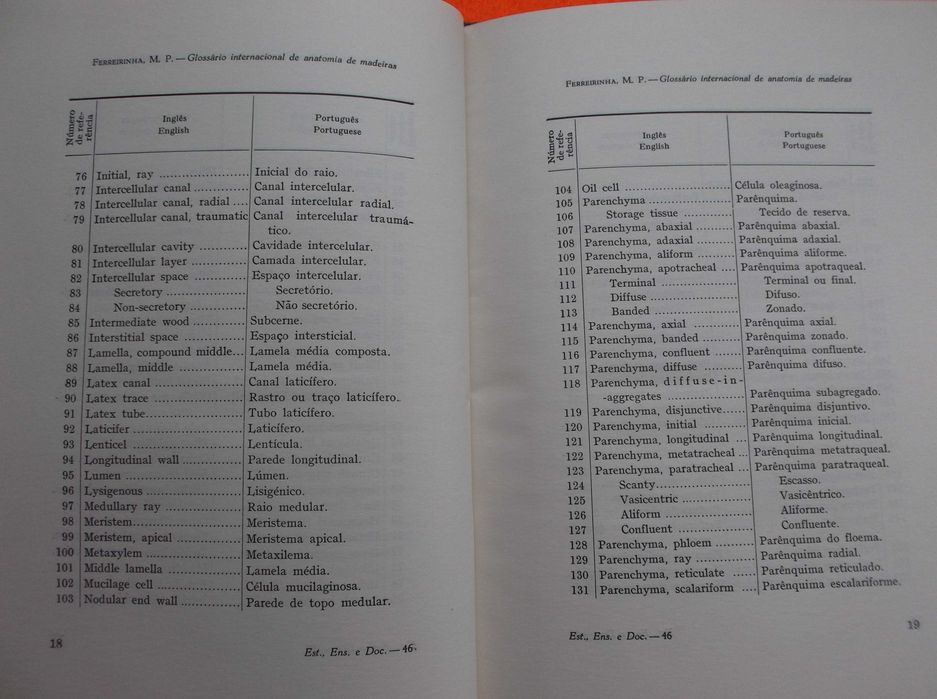 FERREIRINHA, M. P. — Glossário internacional de anatomia de madeiras
Número de refe- rência
Inglês
English
Português
Portuguese
76 Initial, ray ........................ Inicial do raio.
77 Intercellular canal .............. Canal intercelular.
78 Intercellular canal, radial .... Canal intercelular radial.
79 Intercellular canal, traumatic Canal intercelular traumá-
tico.
80 Intercellular cavity ............ Cavidade intercelular.
81 Intercellular layer .............. Camada intercelular.
82 Intercellular space ............. Espaço intercelular.
83 Secretory ..................... Secretório.
84 Non-secretory .............. Não secretório.
85 Intermediate wood ............. Subcerne.
86 Interstitial space ............... Espaço intersticial.
87 Lamella, compound middle... Lamela média composta.
88 Lamella, middle ................ Lamela média.
89 Latex canal ...................... Canal laticífero.
90 Latex trace ...................... Rastro ou traço laticífero.
91 Latex tube........................ Tubo laticífero.
92 Laticifer .......................... Laticífero.
93 Lenticel ........................... Lentícula.
94 Longitudinal wall ............... Parede longitudinal.
95 Lumen ............................ Lúmen.
96 Lysigenous ....................... Lisigénico.
97 Medullary ray ................... Raio medular.
98 Meristem.......................... Meristema.
99 Meristem, apical ................ Meristema apical.
100 Metaxylem ....................... Metaxilema.
101 Middle lamella .................. Lamela média.
102 Mucilage cell .................... Célula mucilaginosa.
103 Nodular end wall ............... Parede de topo medular.
18
Est., Ens. e Doc. — 46
FERREIRINHA, M. P. — Glossário internacional de anatomia de madeiras
Número de refe- rência
Inglês
English
Português
Portuguese
104 Oil cell ............................ Célula oleaginosa.
105 Parenchyma ...................... Parênquima.
106 Storage tissue ............. Tecido de reserva.
107 Parenchyma, abaxial .......... Parênquima abaxial.
108 Parenchyma, adaxial .......... Parênquima adaxial.
109 Parenchyma, aliform .......... Parênquima aliforme.
110 Parenchyma, apotracheal .... Parênquima apotraqueal.
111 Terminal .................... Terminal ou final.
112 Diffuse ....................... Difuso.
113 Banded ....................... Zonado.
114 Parenchyma, axial ............ Parênquima axial.
115 Parenchyma, banded .......... Parênquima zonado.
116 Parenchyma, confluent ....... Parênquima confluente.
117 Parenchyma, diffuse .......... Parênquima difuso.
118 Parenchyma, diffuse-in-
-aggregates .................... Parênquima subagregado.
119 Parenchyma, disjunctive...... Parênquima disjuntivo.
120 Parenchyma, initial ........... Parênquima inicial.
121 Parenchyma, longitudinal ... Parênquima longitudinal.
122 Parenchyma, metatracheal ... Parênquima metatraqueal.
123 Parenchyma, paratracheal ... Parênquima paratraqueal.
124 Scanty........................ Escasso.
125 Vasicentric .................. Vasicêntrico.
126 Aliform ...................... Aliforme.
127 Confluent .................... Confluente.
128 Parenchyma, phloem .......... Parênquima do floema.
129 Parenchyma, ray ............... Parênquima radial.
130 Parenchyma, reticulate ...... Parênquima reticulado.
131 Parenchyma, scalariform .... Parênquima escalariforme.
Est., Ens. e Doc. — 46
19